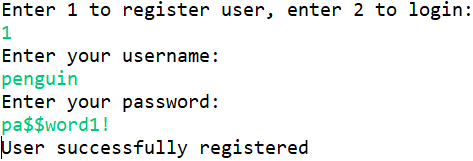 Enter 1 to register user, enter 2 to login:
1
Enter your username:
penguin
Enter your password:
pa$$word1!
User successfully registered